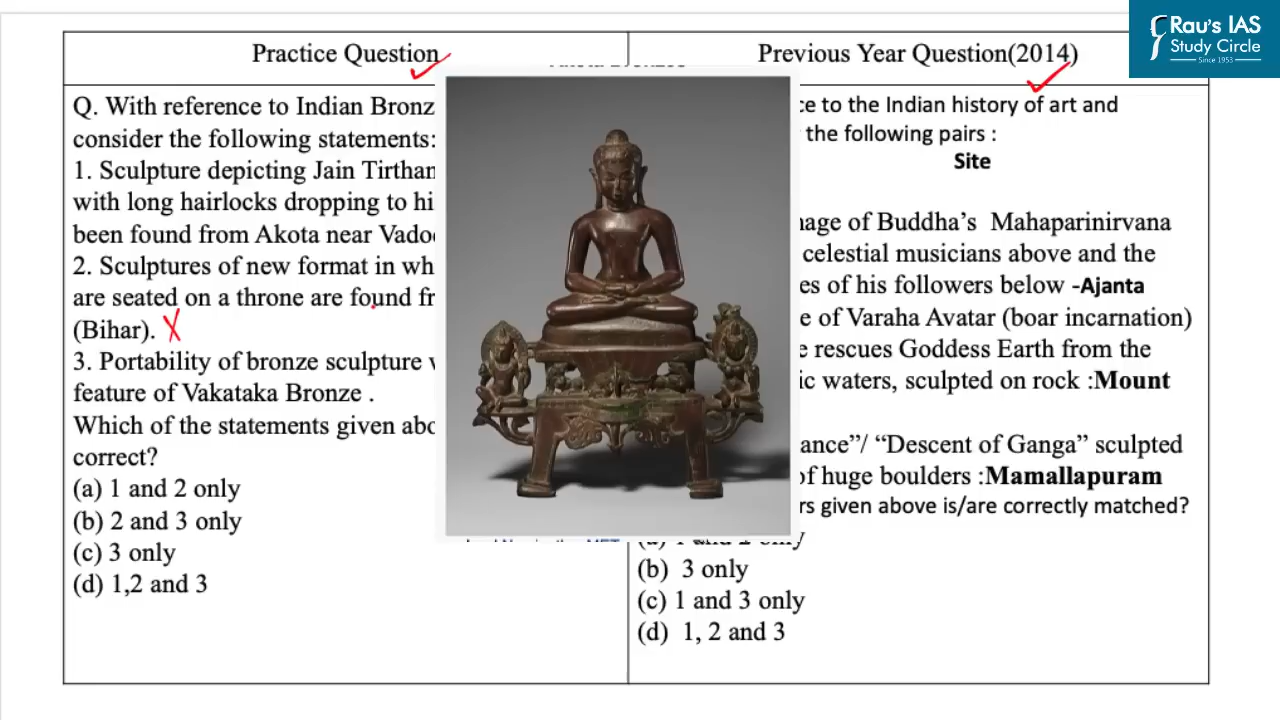 Rau's IAS
Study Circle
Since 1953
Practice Question
Q. With reference to Indian Bronz
consider the following statements:
1. Sculpture depicting Jain Tirthan
with long hairlocks dropping to hi
been found from Akota near Vado
2. Sculptures of new format in wh
are seated on a throne are found fr
(Bihar). X
3. Portability of bronze sculpture
feature of Vakataka Bronze .
Which of the statements given abo
correct?
(a) 1 and 2 only
(b) 2 and 3 only
(c) 3 only
(d) 1,2 and 3
Previous Year Question(2014)
ce to the Indian history of art and
the following pairs :
Site
age of Buddha's Mahaparinirvana
celestial musicians above and the
es of his followers below -Ajanta
e of Varaha Avatar (boar incarnation)
e rescues Goddess Earth from the
ic waters, sculpted on rock :Mount
ance"/ "Descent of Ganga" sculpted
of huge boulders :Mamallapuram
rs given above is/are correctly matched?
(a) 1 and 2 only
(b) 3 only
(c) 1 and 3 only
(d) 1, 2 and 3